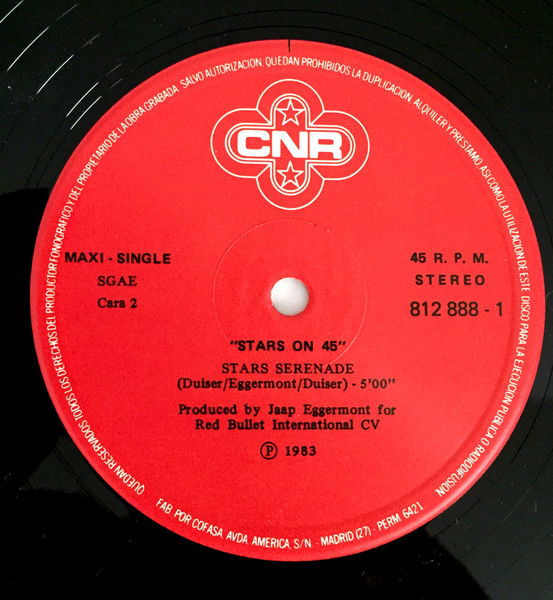 QUEDAN RESERVADOS TODOS LOS DERECHOS DEL PRODUCTOR FONOGRAFICO Y DEL PROPIETARIO DE LA OBRA GRABADA. SALVO AUTORIZACION, QUEDAN PROHIBIDOS LA DUPLICACION, ALQUILER Y PRESTAMO, ASI COMO LA UTILIZACION DE ESTE DISCO PARA LA EJECUCION PUBLICA O RADIODIFUSION
CNR
MAXI - SINGLE
SGAE
Cara 2
45 R. P. M.
STEREO
812 888 - 1
"STARS ON 45"
STARS SERENADE
(Duiser/Eggermont/Duiser) - 5'00"
Produced by Jaap Eggermont for
Red Bullet International CV
Ⓟ 1983
FAB. POR COFASA, AVDA. AMERICA, S/N. - MADRID (27) - PERM. 6421